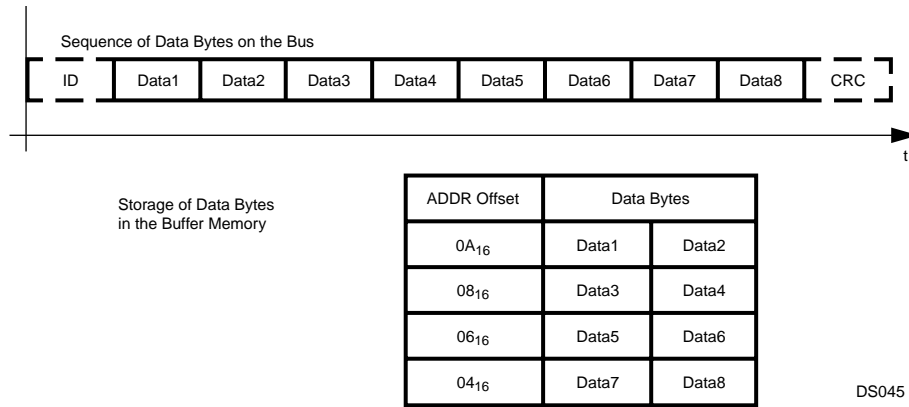 Sequence of Data Bytes on the Bus
ID Data1 Data2 Data3 Data4 Data5 Data6 Data7 Data8 CRC
t
Storage of Data Bytes
in the Buffer Memory
ADDR Offset Data Bytes
0A16 Data1 Data2
0816 Data3 Data4
0616 Data5 Data6
0416 Data7 Data8
DS045